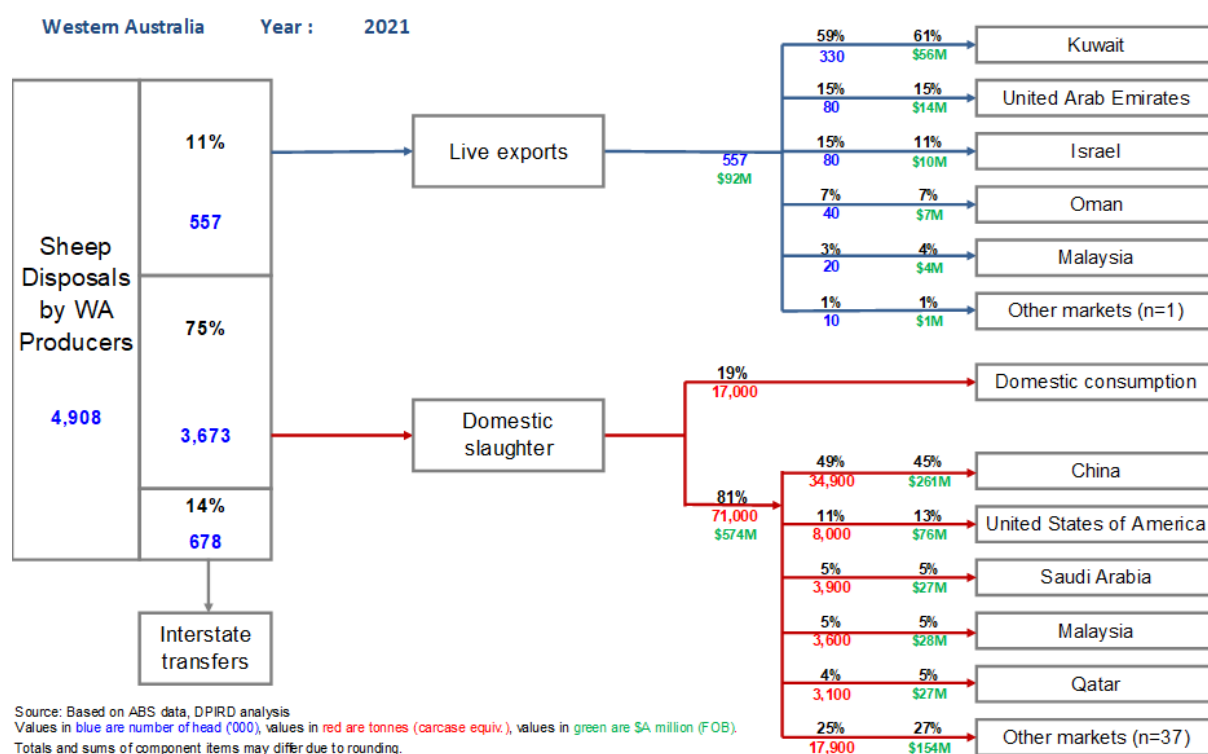 Western Australia Year : 2021
Sheep
Disposals
by WA
Producers
4,908
11%
557
75%
3,673
14%
678
Interstate
transfers
Live exports
557
$92M
59% 61%
330 $56M
Kuwait
15% 15%
80 $14M
United Arab Emirates
15% 11%
80 $10M
Israel
7% 7%
40 $7M
Oman
3% 4%
20 $4M
Malaysia
1% 1%
10 $1M
Other markets (n=1)
Domestic
slaughter
19%
17,000
Domestic consumption
81%
71,000
$574M
49% 45%
34,900 $261M
China
11% 13%
8,000 $76M
United States of America
5% 5%
3,900 $27M
Saudi Arabia
5% 5%
3,600 $28M
Malaysia
4% 5%
3,100 $27M
Qatar
25% 27%
17,900 $154M
Other markets (n=37)
Source: Based on ABS data, DPIRD analysis
Values in blue are number of head ('000), values in red are tonnes (carcase equiv.), values in green are $A million (FOB).
Totals and sums of component items may differ due to rounding.